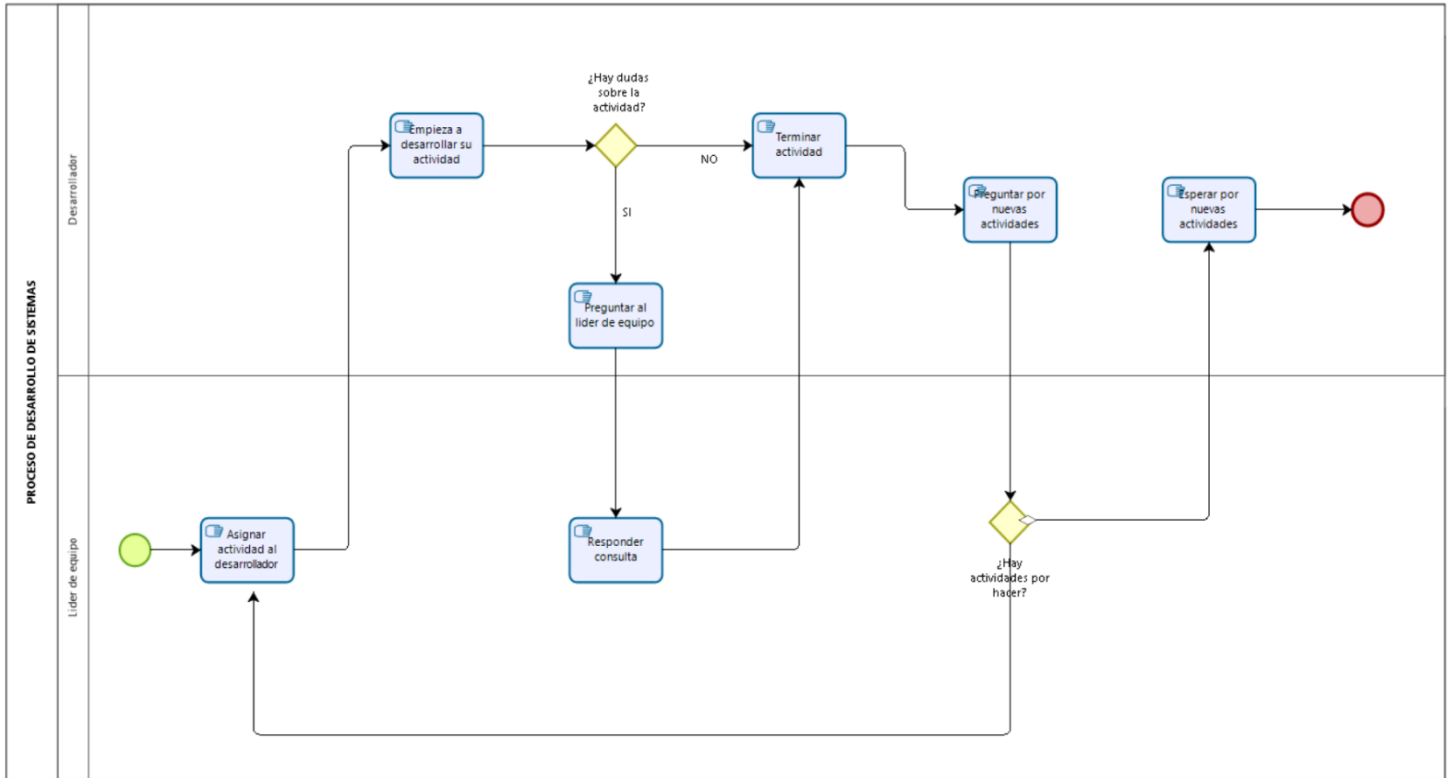 PROCESO DE DESARROLLO DE SISTEMAS
Desarrollador
¿Hay dudas
sobre la
actividad?
Empieza a
desarrollar su
actividad
NO
SI
Terminar
actividad
Preguntar por
nuevas
actividades
Esperar por
nuevas
actividades
Preguntar al
lider de equipo
Lider de equipo
Asignar
actividad al
desarrollador
Responder
consulta
¿Hay
actividades por
hacer?